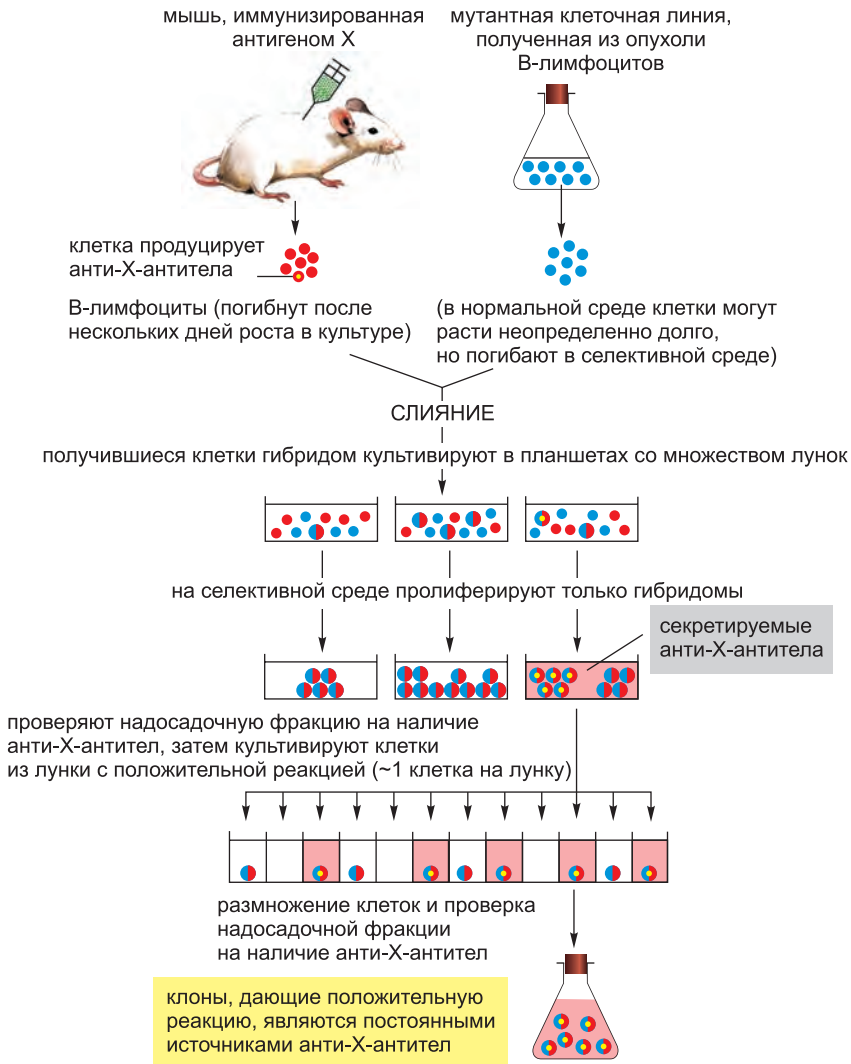 мышь, иммунизированная
антигеном X
мутантная клеточная линия,
полученная из опухоли
В-лимфоцитов
клетка продуцирует
анти-X-антитела
В-лимфоциты (погибнут после
нескольких дней роста в культуре)
(в нормальной среде клетки могут
расти неопределенно долго,
но погибают в селективной среде)
СЛИЯНИЕ
получившиеся клетки гибридом культивируют в планшетах со множеством лунок
на селективной среде пролиферируют только гибридомы
секретируемые
анти-X-антитела
проверяют надосадочную фракцию на наличие
анти-X-антител, затем культивируют клетки
из лунки с положительной реакцией (~1 клетка на лунку)
размножение клеток и проверка
надосадочной фракции
на наличие анти-X-антител
клоны, дающие положительную
реакцию, являются постоянными
источниками анти-X-антител